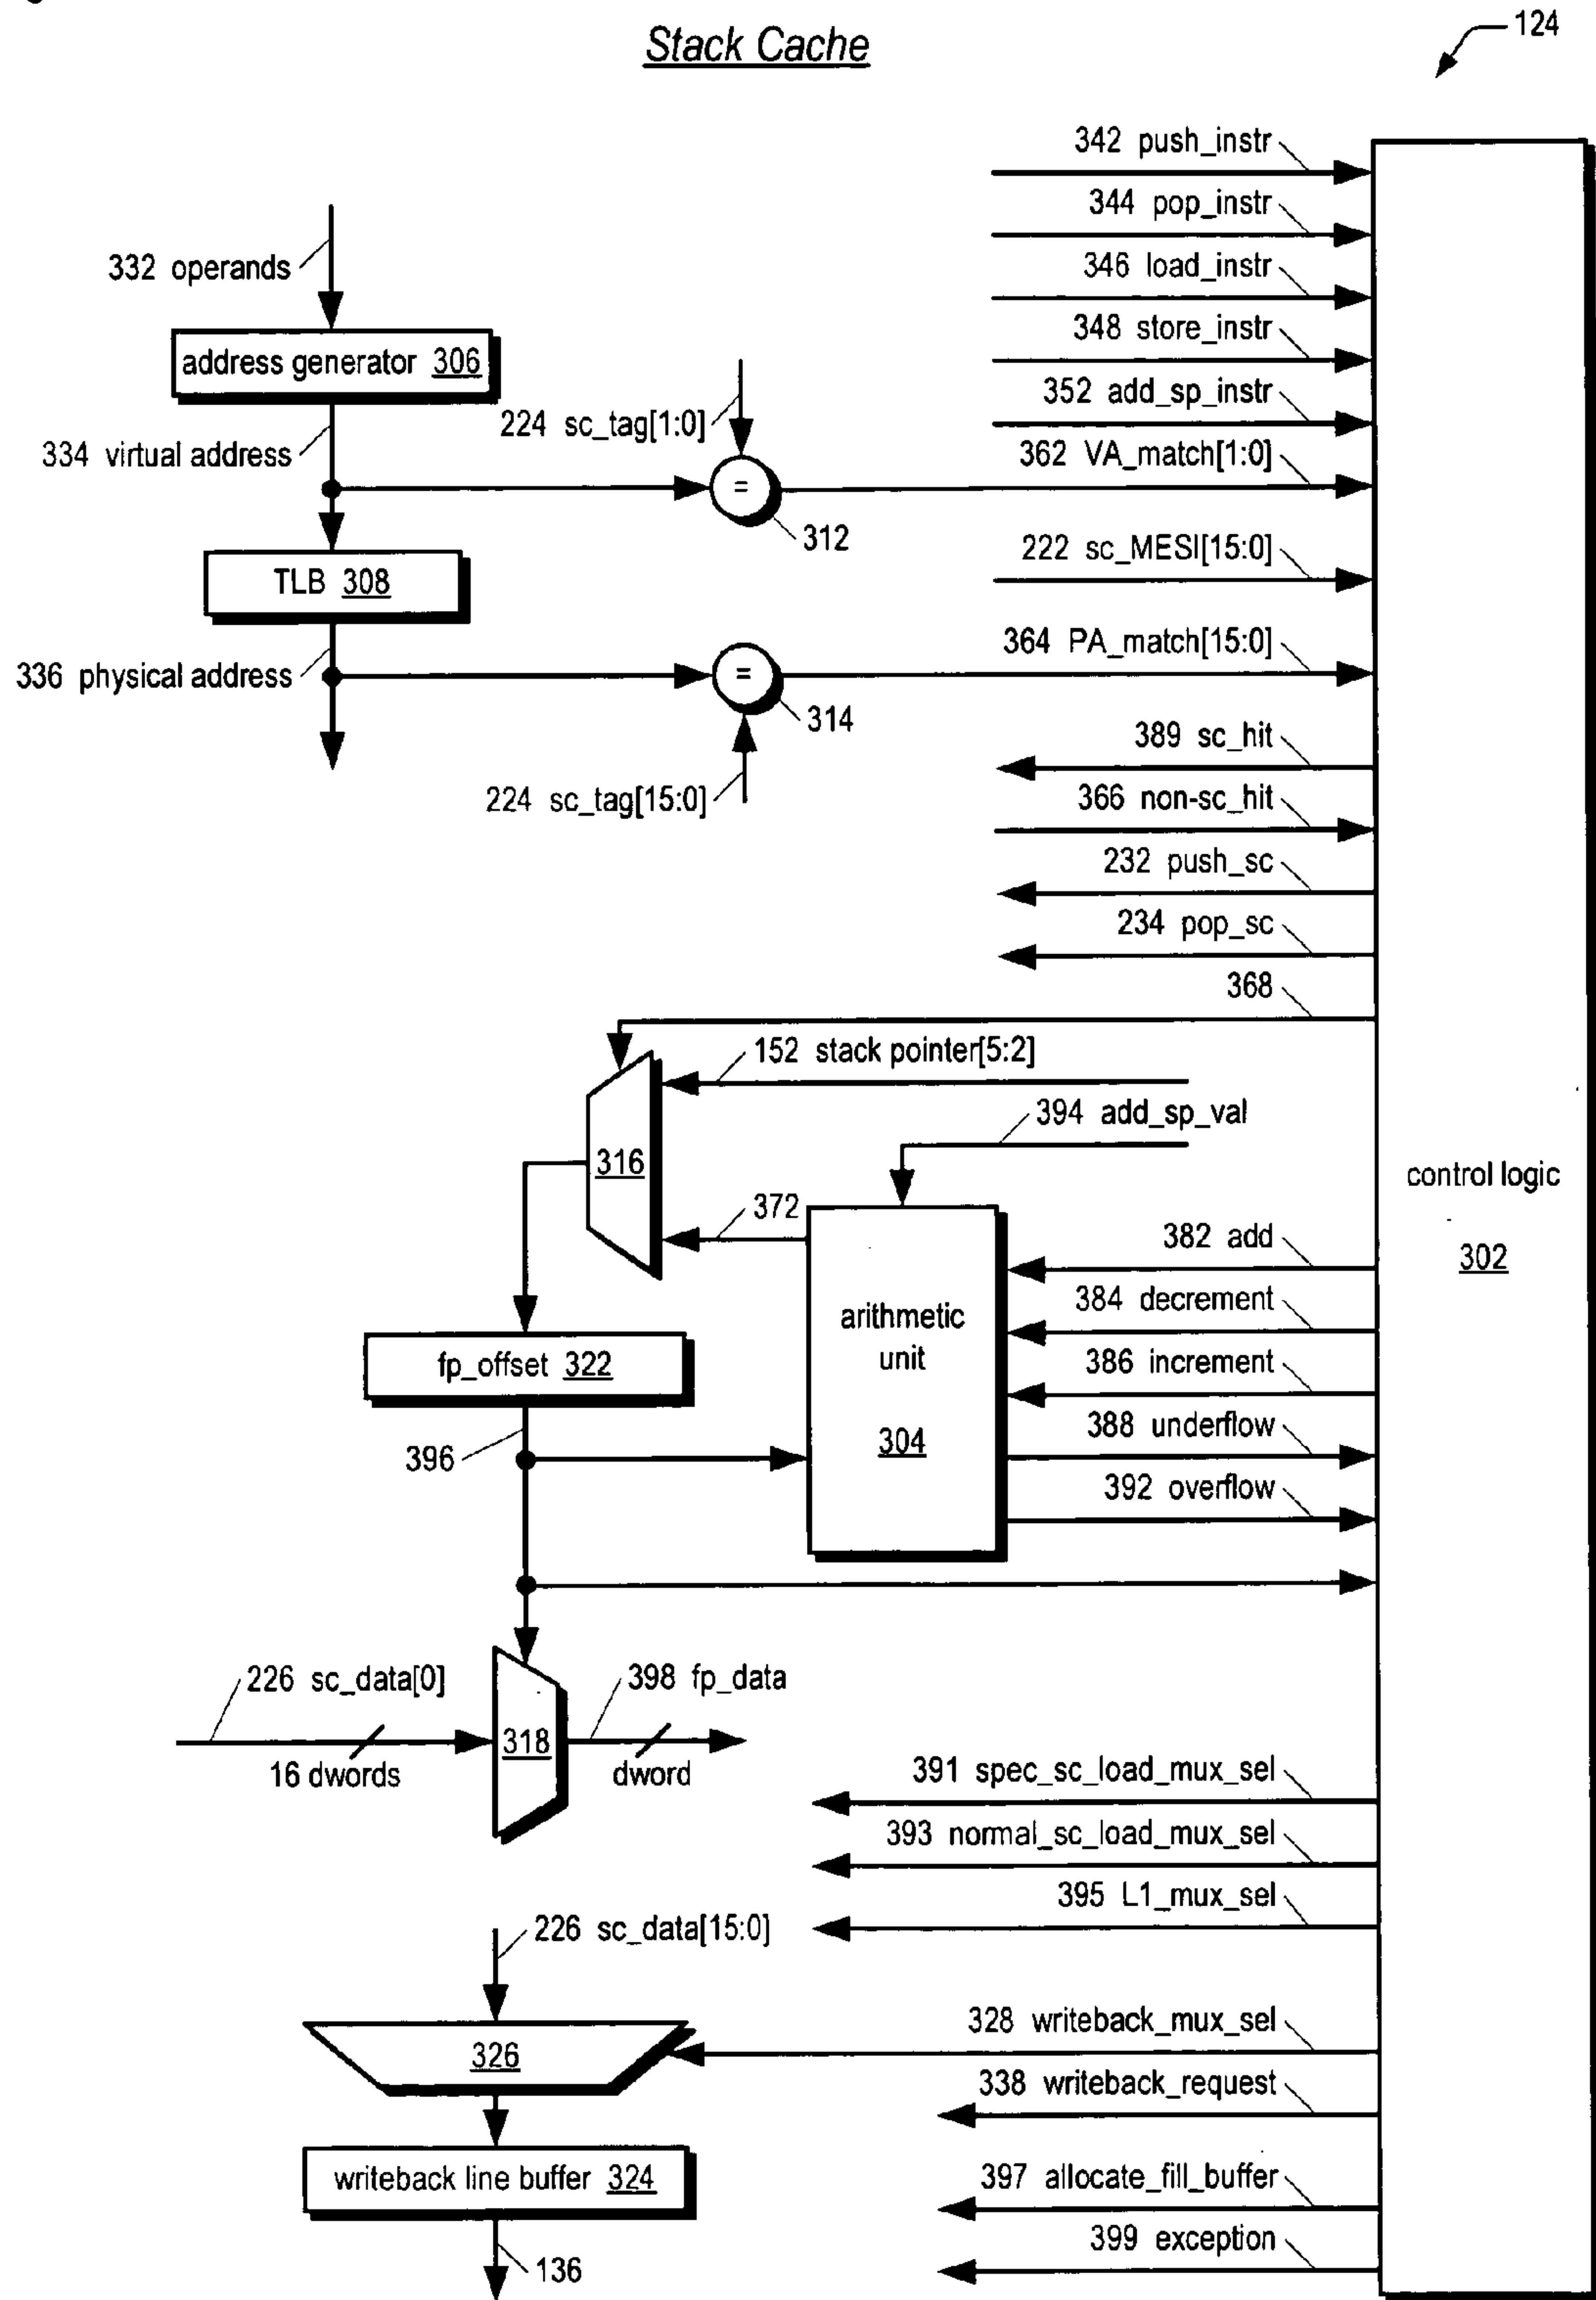 Stack Cache
124
342 push_instr
344 pop_instr
332 operands
346 load_instr
348 store_instr
address generator 306
352 add_sp_instr
224 sc_tag[1:0]
334 virtual address
362 VA_match[1:0]
=
312
222 sc_MESI[15:0]
TLB 308
364 PA_match[15:0]
336 physical address
=
314
389 sc_hit
224 sc_tag[15:0]
366 non-sc_hit
232 push_sc
234 pop_sc
368
152 stack pointer[5:2]
394 add_sp_val
316
control logic
302
372
382 add
384 decrement
arithmetic
unit
304
fp_offset 322
386 increment
388 underflow
396
392 overflow
226 sc_data[0]
398 fp_data
318
16 dwords
dword
391 spec_sc_load_mux_sel
393 normal_sc_load_mux_sel
395 L1_mux_sel
226 sc_data[15:0]
328 writeback_mux_sel
326
338 writeback_request
writeback line buffer 324
397 allocate_fill_buffer
399 exception
136